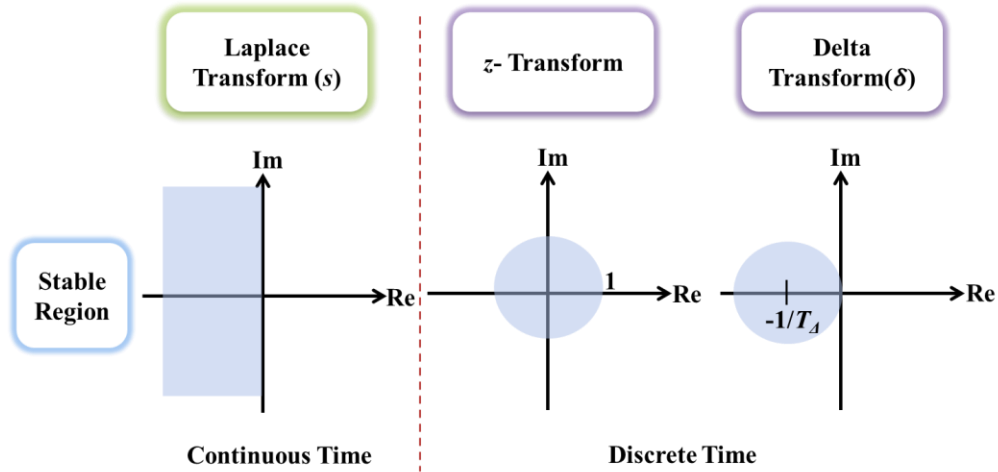 Laplace
Transform (s)
z- Transform
Delta
Transform(δ)
Im
Im
Im
Stable
Region
Re
1
Re
-1/T_Δ
Re
Continuous Time
Discrete Time